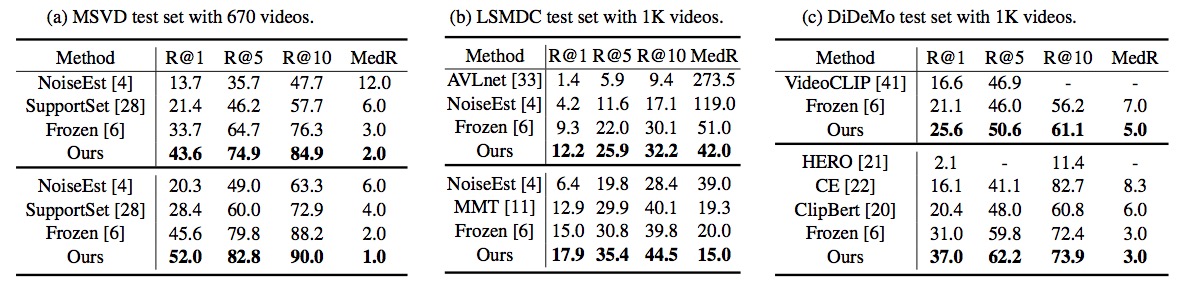 (a) MSVD test set with 670 videos.
Method R@1 R@5 R@10 MedR
NoiseEst [4] 13.7 35.7 47.7 12.0
SupportSet [28] 21.4 46.2 57.7 6.0
Frozen [6] 33.7 64.7 76.3 3.0
Ours 43.6 74.9 84.9 2.0
NoiseEst [4] 20.3 49.0 63.3 6.0
SupportSet [28] 28.4 60.0 72.9 4.0
Frozen [6] 45.6 79.8 88.2 2.0
Ours 52.0 82.8 90.0 1.0
(b) LSMDC test set with 1K videos.
Method R@1 R@5 R@10 MedR
AVLnet [33] 1.4 5.9 9.4 273.5
NoiseEst [4] 4.2 11.6 17.1 119.0
Frozen [6] 9.3 22.0 30.1 51.0
Ours 12.2 25.9 32.2 42.0
NoiseEst [4] 6.4 19.8 28.4 39.0
MMT [11] 12.9 29.9 40.1 19.3
Frozen [6] 15.0 30.8 39.8 20.0
Ours 17.9 35.4 44.5 15.0
(c) DiDeMo test set with 1K videos.
Method R@1 R@5 R@10 MedR
VideoCLIP [41] 16.6 46.9 - -
Frozen [6] 21.1 46.0 56.2 7.0
Ours 25.6 50.6 61.1 5.0
HERO [21] 2.1 - 11.4 -
CE [22] 16.1 41.1 82.7 8.3
ClipBert [20] 20.4 48.0 60.8 6.0
Frozen [6] 31.0 59.8 72.4 3.0
Ours 37.0 62.2 73.9 3.0